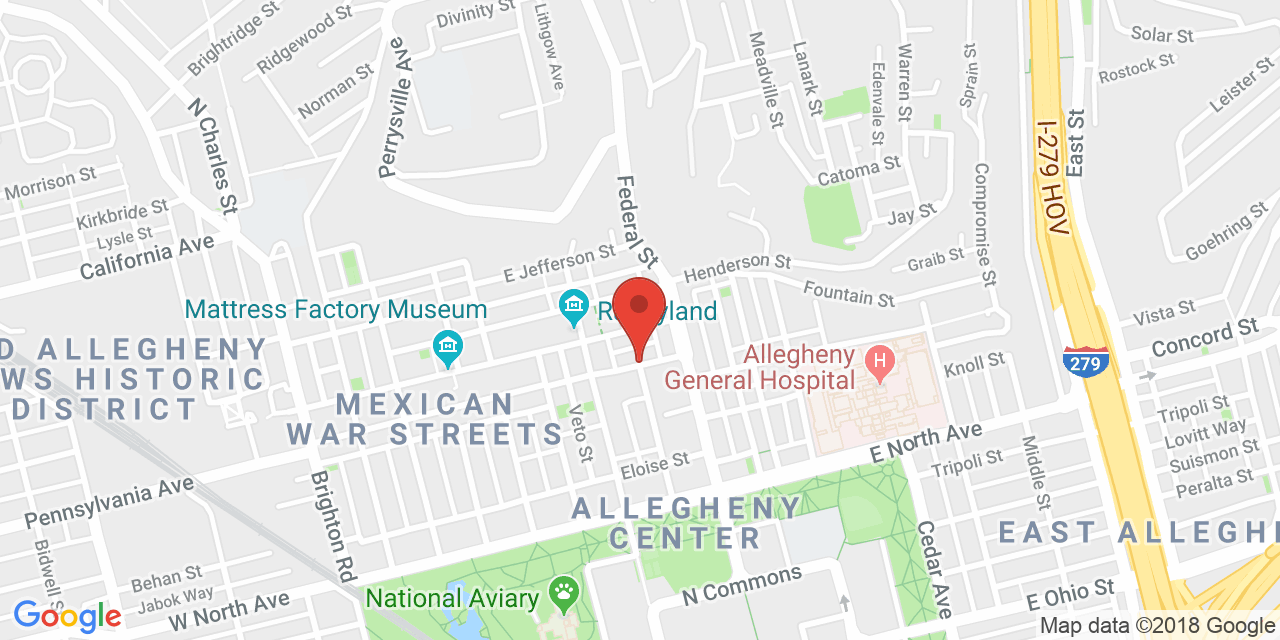 Divinity St
Brightridge St
Ridgewood St
Norman St
Perrysville Ave
Lithgow Ave
Meadville St
Lanark St
Warren St
Edenvale St
Sprain St
Solar St
Rostock St
Leister St
East St
I-279 HOV
N Charles St
Morrison St
Kirkbride St
Lysle St
California Ave
Federal St
Catoma St
Jay St
Compromise St
Goehring St
E Jefferson St
Henderson St
Graib St
Fountain St
Mattress Factory Museum
Vista St
Concord St
D ALLEGHENY
WS HISTORIC
DISTRICT
Allegheny
General Hospital
H
Knoll St
279
MEXICAN
WAR STREETS
Veto St
Tripoli St
Lovitt Way
Suismon St
Peralta St
E North Ave
Tripoli St
Middle St
Eloise St
Pennsylvania Ave
Brighton Rd
ALLEGHENY
CENTER
EAST ALLEGHE
Cedar Ave
Bidwell S
Behan St
Jabok Way
W North Ave
National Aviary
N Commons
E Ohio St
Google
Map data ©2018 Google